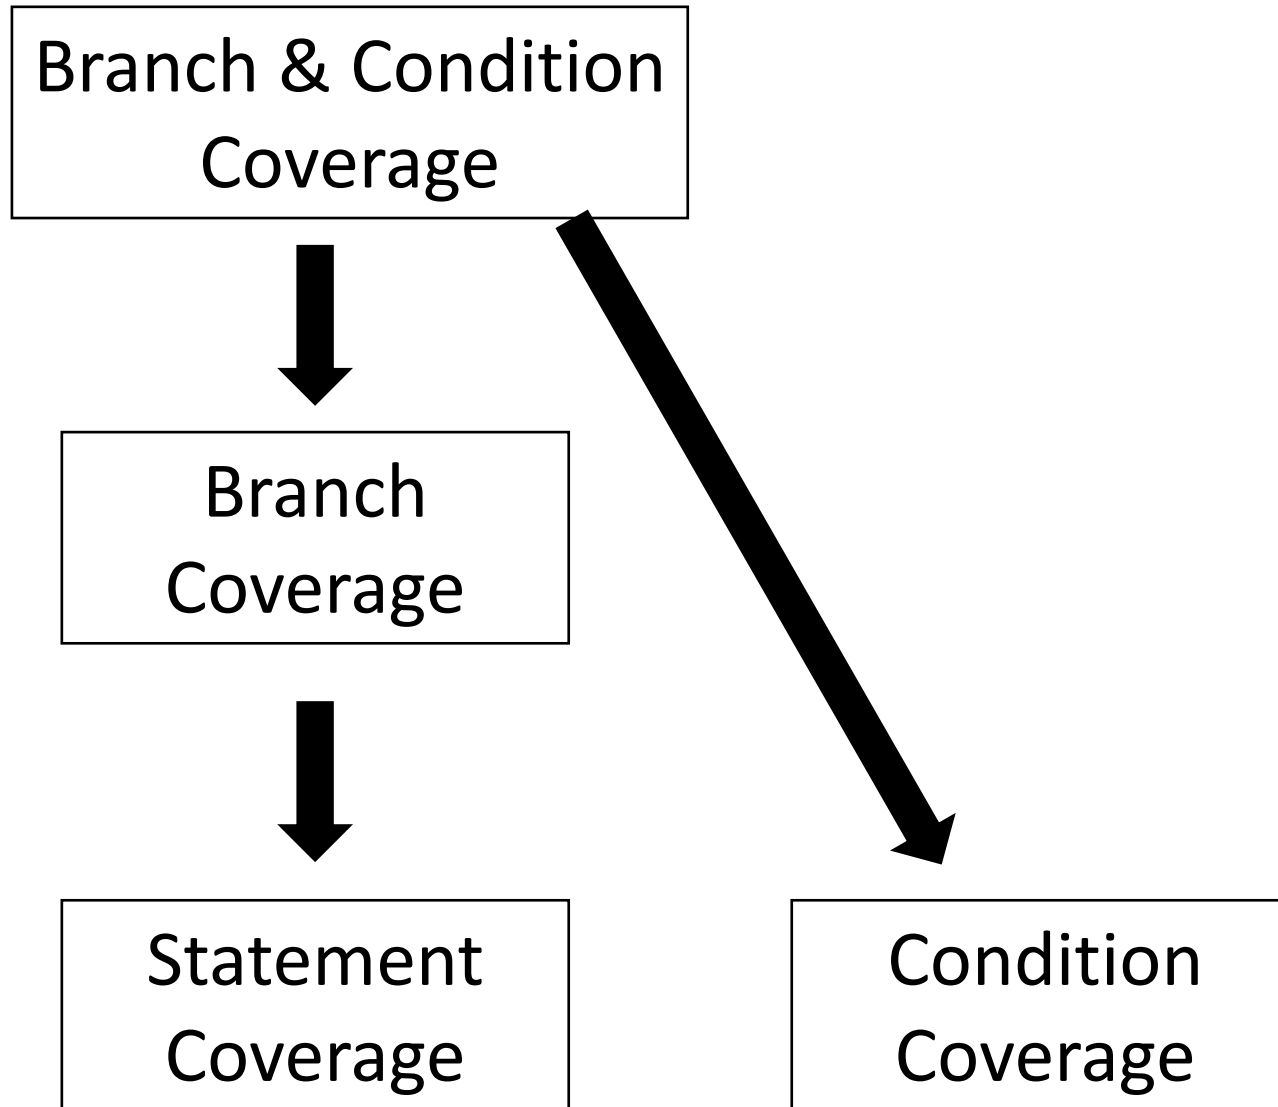 Branch & Condition
Coverage
Branch
Coverage
Statement
Coverage
Condition
Coverage